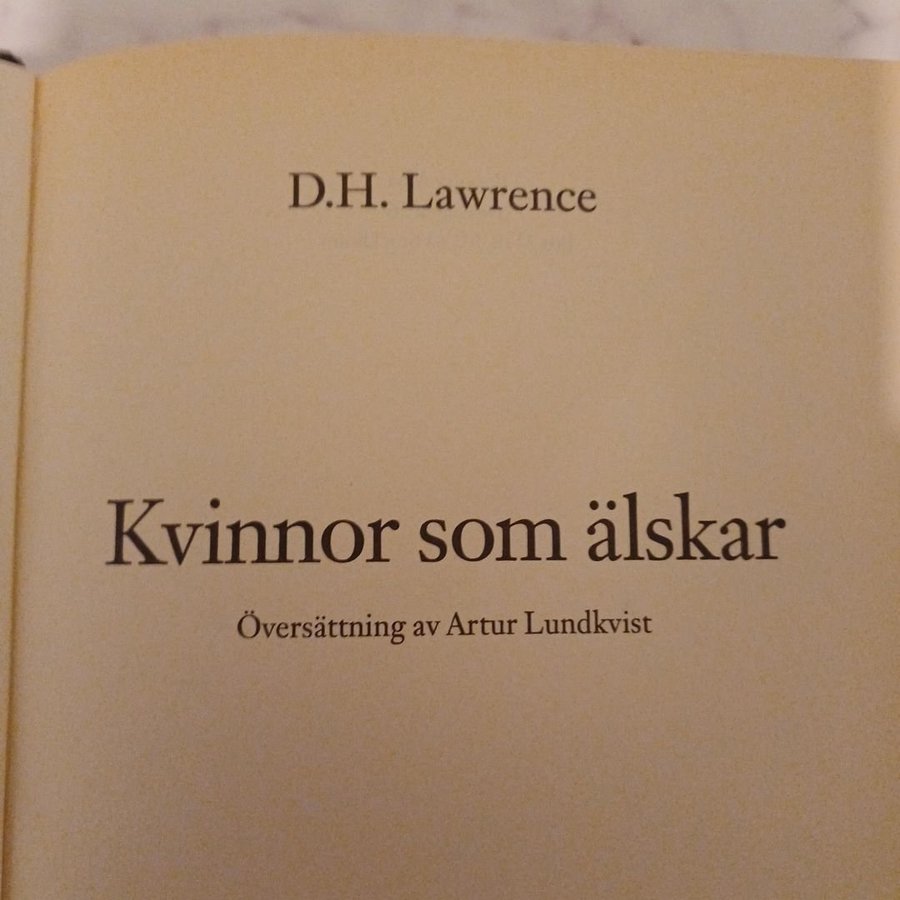 D.H. Lawrence
Kvinnor som älskar
Översättning av Artur Lundkvist